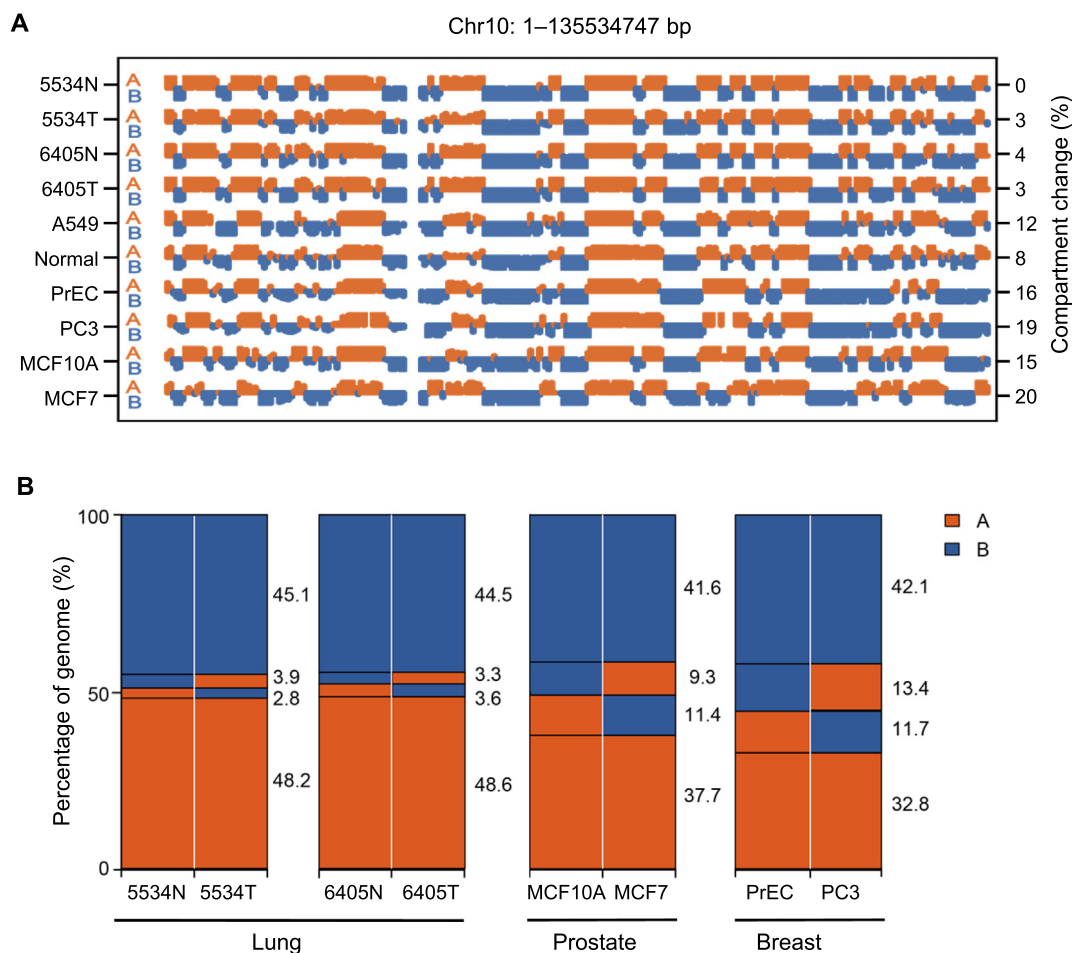 A
Chr10: 1–135534747 bp
5534N A B 0
5534T A B 3
6405N A B 4
6405T A B 3
A549 A B 12
Normal A B 8
PrEC A B 16
PC3 A B 19
MCF10A A B 15
MCF7 A B 20
Compartment change (%)
B
Percentage of genome (%)
100
50
0
45.1
3.9
2.8
48.2
44.5
3.3
3.6
48.6
41.6
9.3
11.4
37.7
42.1
13.4
11.7
32.8
A
B
5534N 5534T 6405N 6405T MCF10A MCF7 PrEC PC3
Lung Prostate Breast